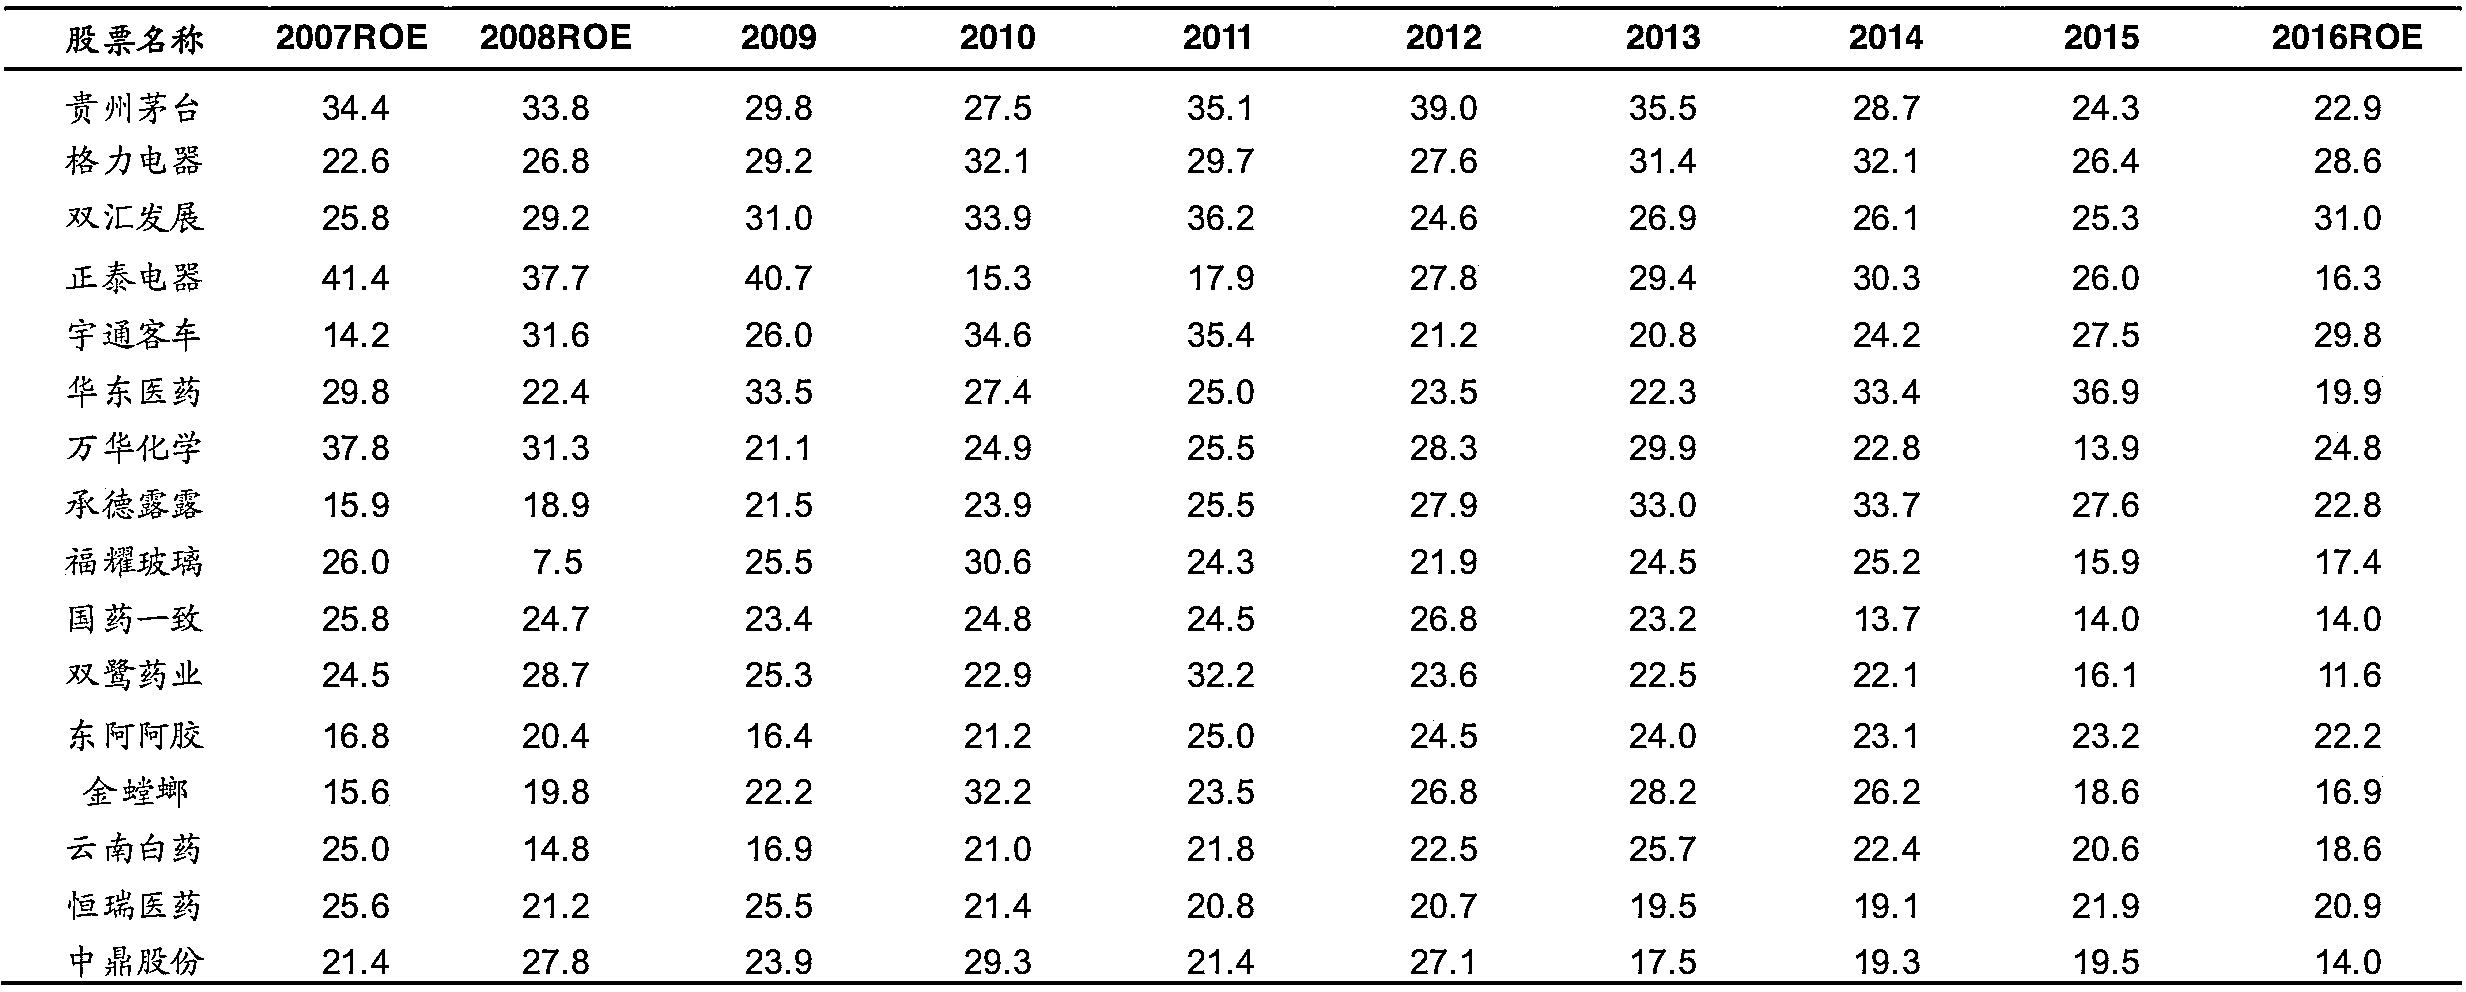 股票名称 2007ROE 2008ROE 2009 2010 2011 2012 2013 2014 2015 2016ROE
贵州茅台 34.4 33.8 29.8 27.5 35.1 39.0 35.5 28.7 24.3 22.9
格力电器 22.6 26.8 29.2 32.1 29.7 27.6 31.4 32.1 26.4 28.6
双汇发展 25.8 29.2 31.0 33.9 36.2 24.6 26.9 26.1 25.3 31.0
正泰电器 41.4 37.7 40.7 15.3 17.9 27.8 29.4 30.3 26.0 16.3
宇通客车 14.2 31.6 26.0 34.6 35.4 21.2 20.8 24.2 27.5 29.8
华东医药 29.8 22.4 33.5 27.4 25.0 23.5 22.3 33.4 36.9 19.9
万华化学 37.8 31.3 21.1 24.9 25.5 28.3 29.9 22.8 13.9 24.8
承德露露 15.9 18.9 21.5 23.9 25.5 27.9 33.0 33.7 27.6 22.8
福耀玻璃 26.0 7.5 25.5 30.6 24.3 21.9 24.5 25.2 15.9 17.4
国药一致 25.8 24.7 23.4 24.8 24.5 26.8 23.2 13.7 14.0 14.0
双鹭药业 24.5 28.7 25.3 22.9 32.2 23.6 22.5 22.1 16.1 11.6
东阿阿胶 16.8 20.4 16.4 21.2 25.0 24.5 24.0 23.1 23.2 22.2
金螳螂 15.6 19.8 22.2 32.2 23.5 26.8 28.2 26.2 18.6 16.9
云南白药 25.0 14.8 16.9 21.0 21.8 22.5 25.7 22.4 20.6 18.6
恒瑞医药 25.6 21.2 25.5 21.4 20.8 20.7 19.5 19.1 21.9 20.9
中鼎股份 21.4 27.8 23.9 29.3 21.4 27.1 17.5 19.3 19.5 14.0